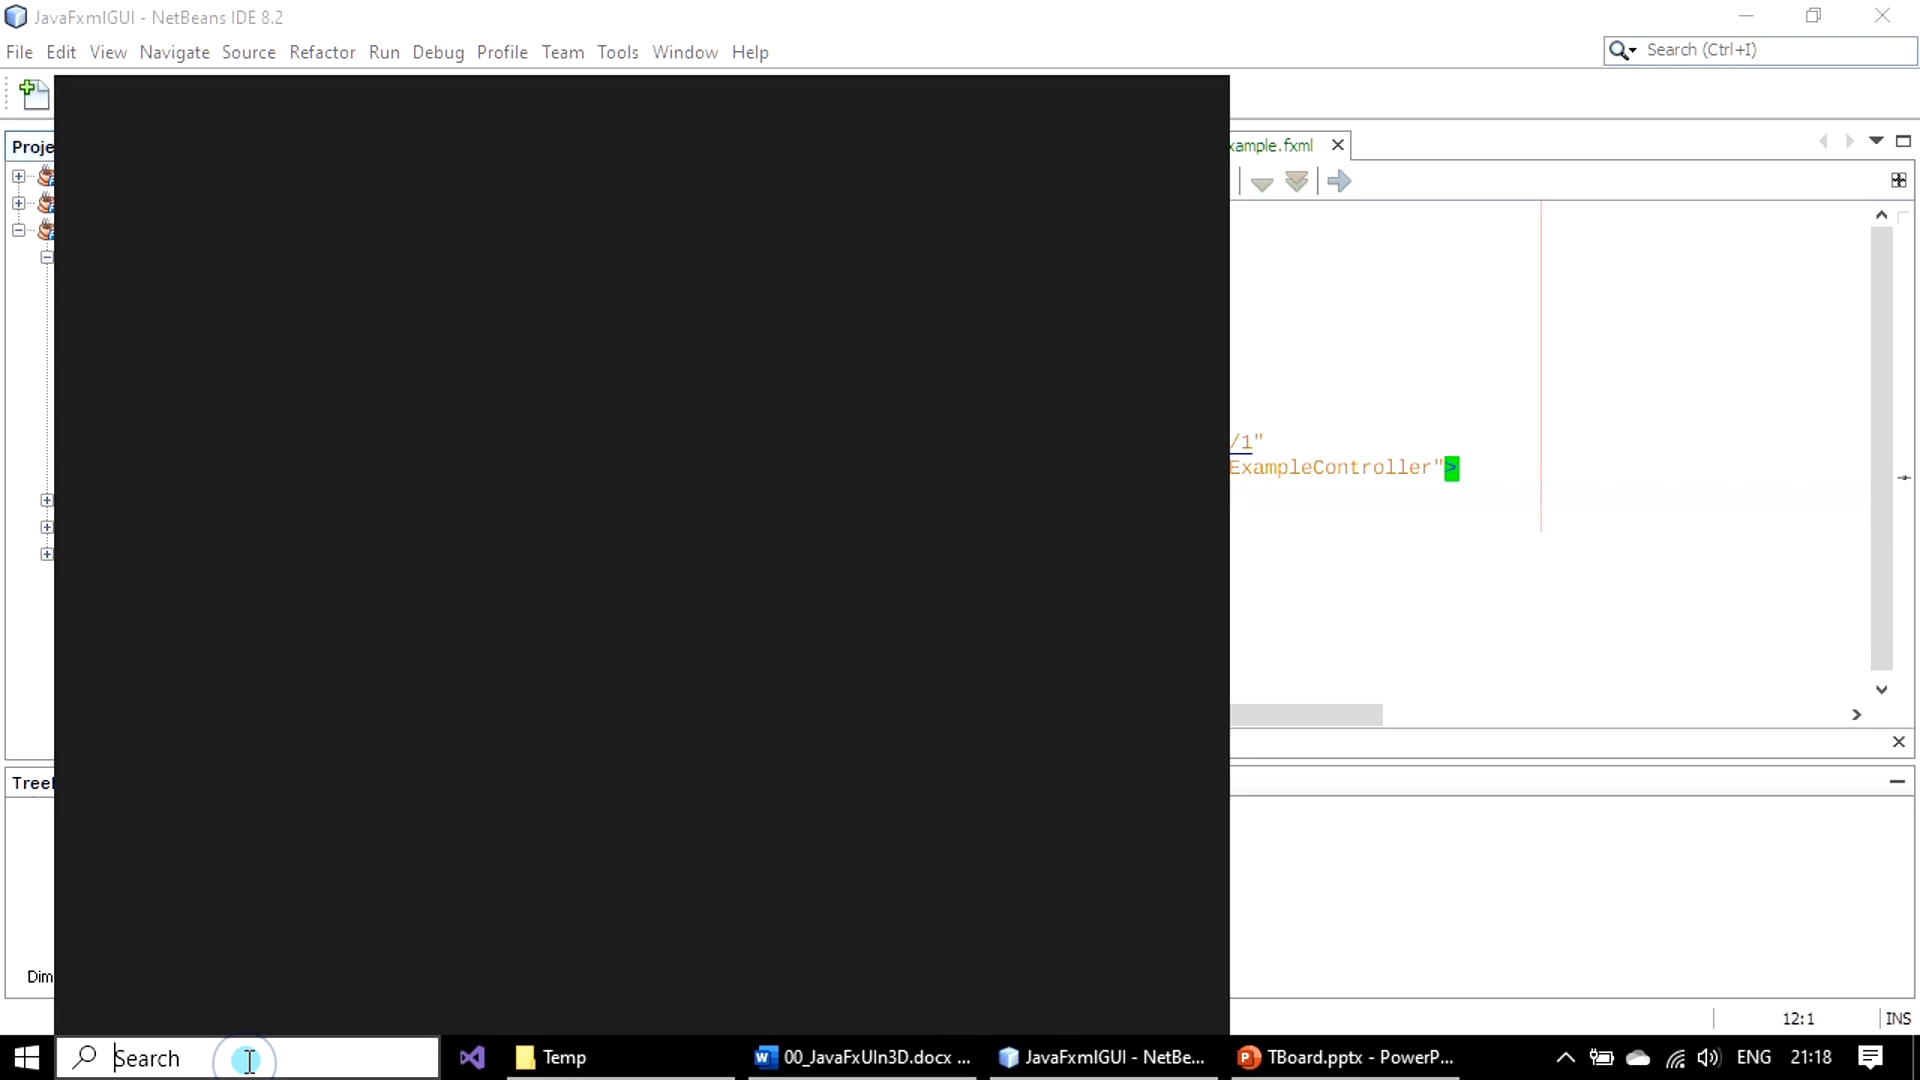 JavaFxmlGUI - NetBeans IDE 8.2
File Edit View Navigate Source Refactor Run Debug Profile Team Tools Window Help
Search (Ctrl+I)
Proje
xample.fxml
/1"
ExampleController">
Tree
Dim
12:1
INS
Search
Temp
00_JavaFxUIn3D.docx ...
JavaFxmlGUI - NetBe...
TBoard.pptx - PowerP...
ENG
21:18